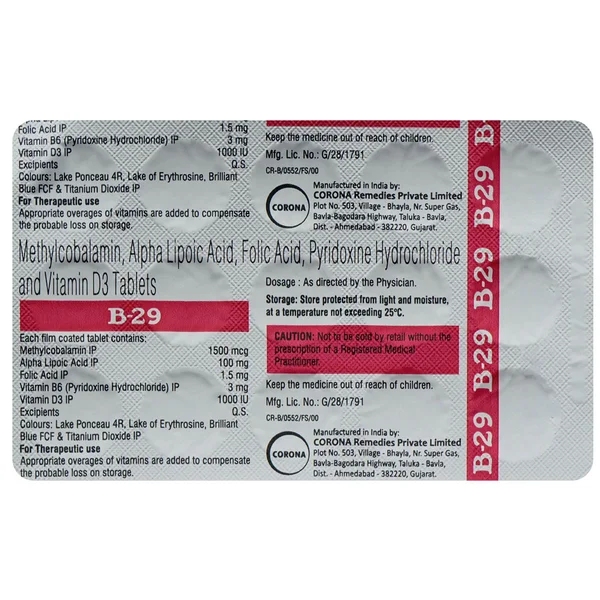 Folic Acid IP 1.5 mg
Vitamin B6 (Pyridoxine Hydrochloride) IP 3 mg
Vitamin D3 IP 1000 IU
Excipients Q.S.
Colours: Lake Ponceau 4R, Lake of Erythrosine, Brilliant
Blue FCF & Titanium Dioxide IP
For Therapeutic use
Appropriate overages of vitamins are added to compensate
the probable loss on storage.
Keep the medicine out of reach of children.
Mfg. Lic. No.: G/28/1791
CR-B/0552/FS/00
CORONA
Manufactured in India by:
CORONA Remedies Private Limited
Plot No. 503, Village - Bhayla, Nr. Super Gas,
Bavla-Bagodara Highway, Taluka - Bavla,
Dist. - Ahmedabad - 382220, Gujarat.
Methylcobalamin, Alpha Lipoic Acid, Folic Acid, Pyridoxine Hydrochloride
and Vitamin D3 Tablets
B-29
Each film coated tablet contains:
Methylcobalamin IP 1500 mcg
Alpha Lipoic Acid IP 100 mg
Folic Acid IP 1.5 mg
Vitamin B6 (Pyridoxine Hydrochloride) IP 3 mg
Vitamin D3 IP 1000 IU
Excipients Q.S.
Colours: Lake Ponceau 4R, Lake of Erythrosine, Brilliant
Blue FCF & Titanium Dioxide IP
For Therapeutic use
Appropriate overages of vitamins are added to compensate
the probable loss on storage.
Dosage : As directed by the Physician.
Storage: Store protected from light and moisture,
at a temperature not exceeding 25°C.
CAUTION: Not to be sold by retail without the
prescription of a Registered Medical
Practitioner.
Keep the medicine out of reach of children.
Mfg. Lic. No.: G/28/1791
CR-B/0552/FS/00
CORONA
Manufactured in India by:
CORONA Remedies Private Limited
Plot No. 503, Village - Bhayla, Nr. Super Gas,
Bavla-Bagodara Highway, Taluka - Bavla,
Dist. - Ahmedabad - 382220, Gujarat.
B-29
B-29
B-29
B-29